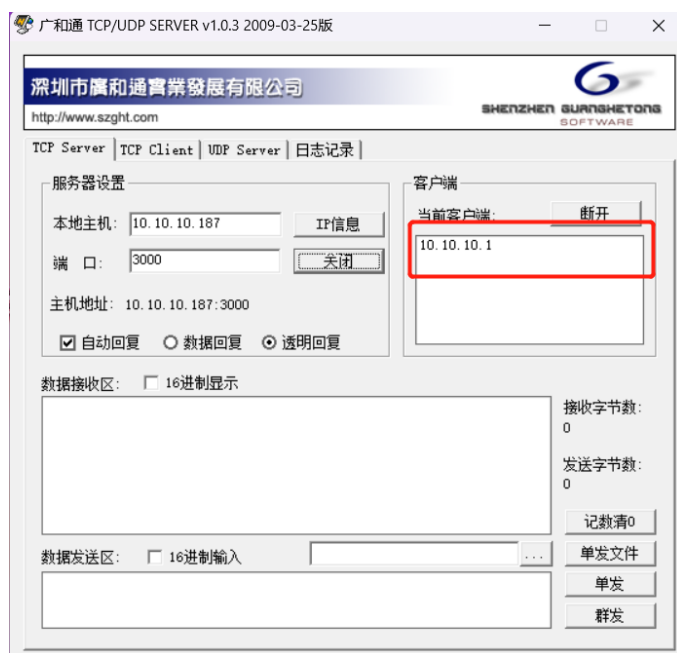 广和通 TCP/UDP SERVER v1.0.3 2009-03-25版
深圳市廣和通實業發展有限公司
http://www.szght.com
SHENZHEN GUANGHETONG
SOFTWARE
TCP Server TCP Client UDP Server 日志记录
服务器设置
本地主机: 10.10.10.187 IP信息
端 口: 3000 关闭
主机地址: 10.10.10.187:3000
自动回复 数据回复 透明回复
客户端
当前客户端: 断开
10.10.10.1
数据接收区: 16进制显示
接收字节数:
0
发送字节数:
0
记数清0
数据发送区: 16进制输入 ... 单发文件
单发
群发